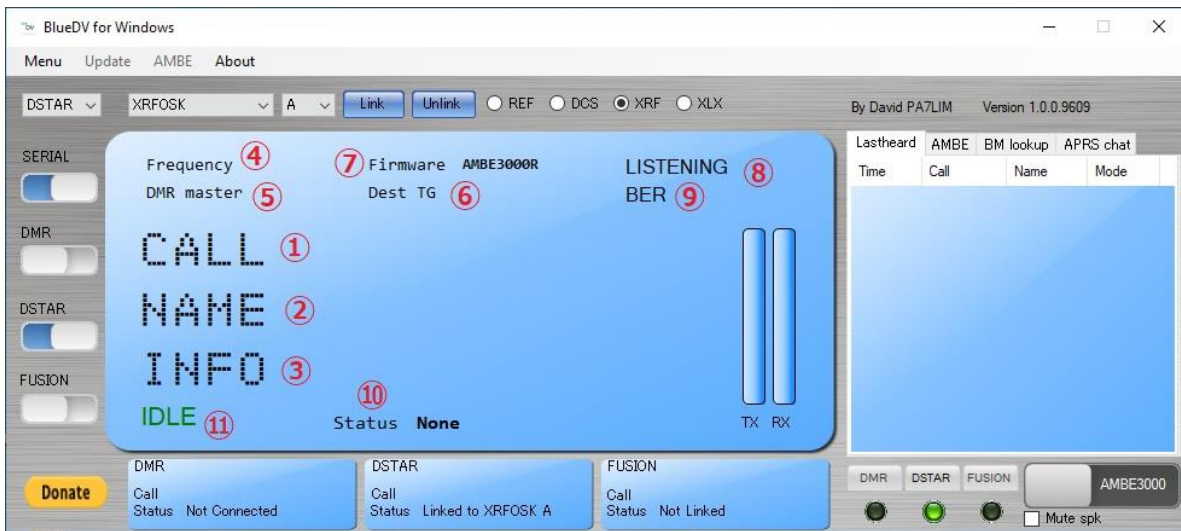 BlueDV for Windows
Menu Update AMBE About
DSTAR XRFOSK A Link Unlink REF DCS XRF XLX
By David PA7LIM Version 1.0.0.9609
SERIAL
DMR
DSTAR
FUSION
Frequency ④ ⑦ Firmware AMBE3000R LISTENING ⑧
DMR master ⑤ Dest TG ⑥ BER ⑨
CALL ①
NAME ②
INFO ③
IDLE ⑪ Status ⑩ None
TX RX
Lastheard AMBE BM lookup APRS chat
Time Call Name Mode
Donate
DMR
Call
Status Not Connected
DSTAR
Call
Status Linked to XRFOSK A
FUSION
Call
Status Not Linked
DMR DSTAR FUSION AMBE3000
Mute spk